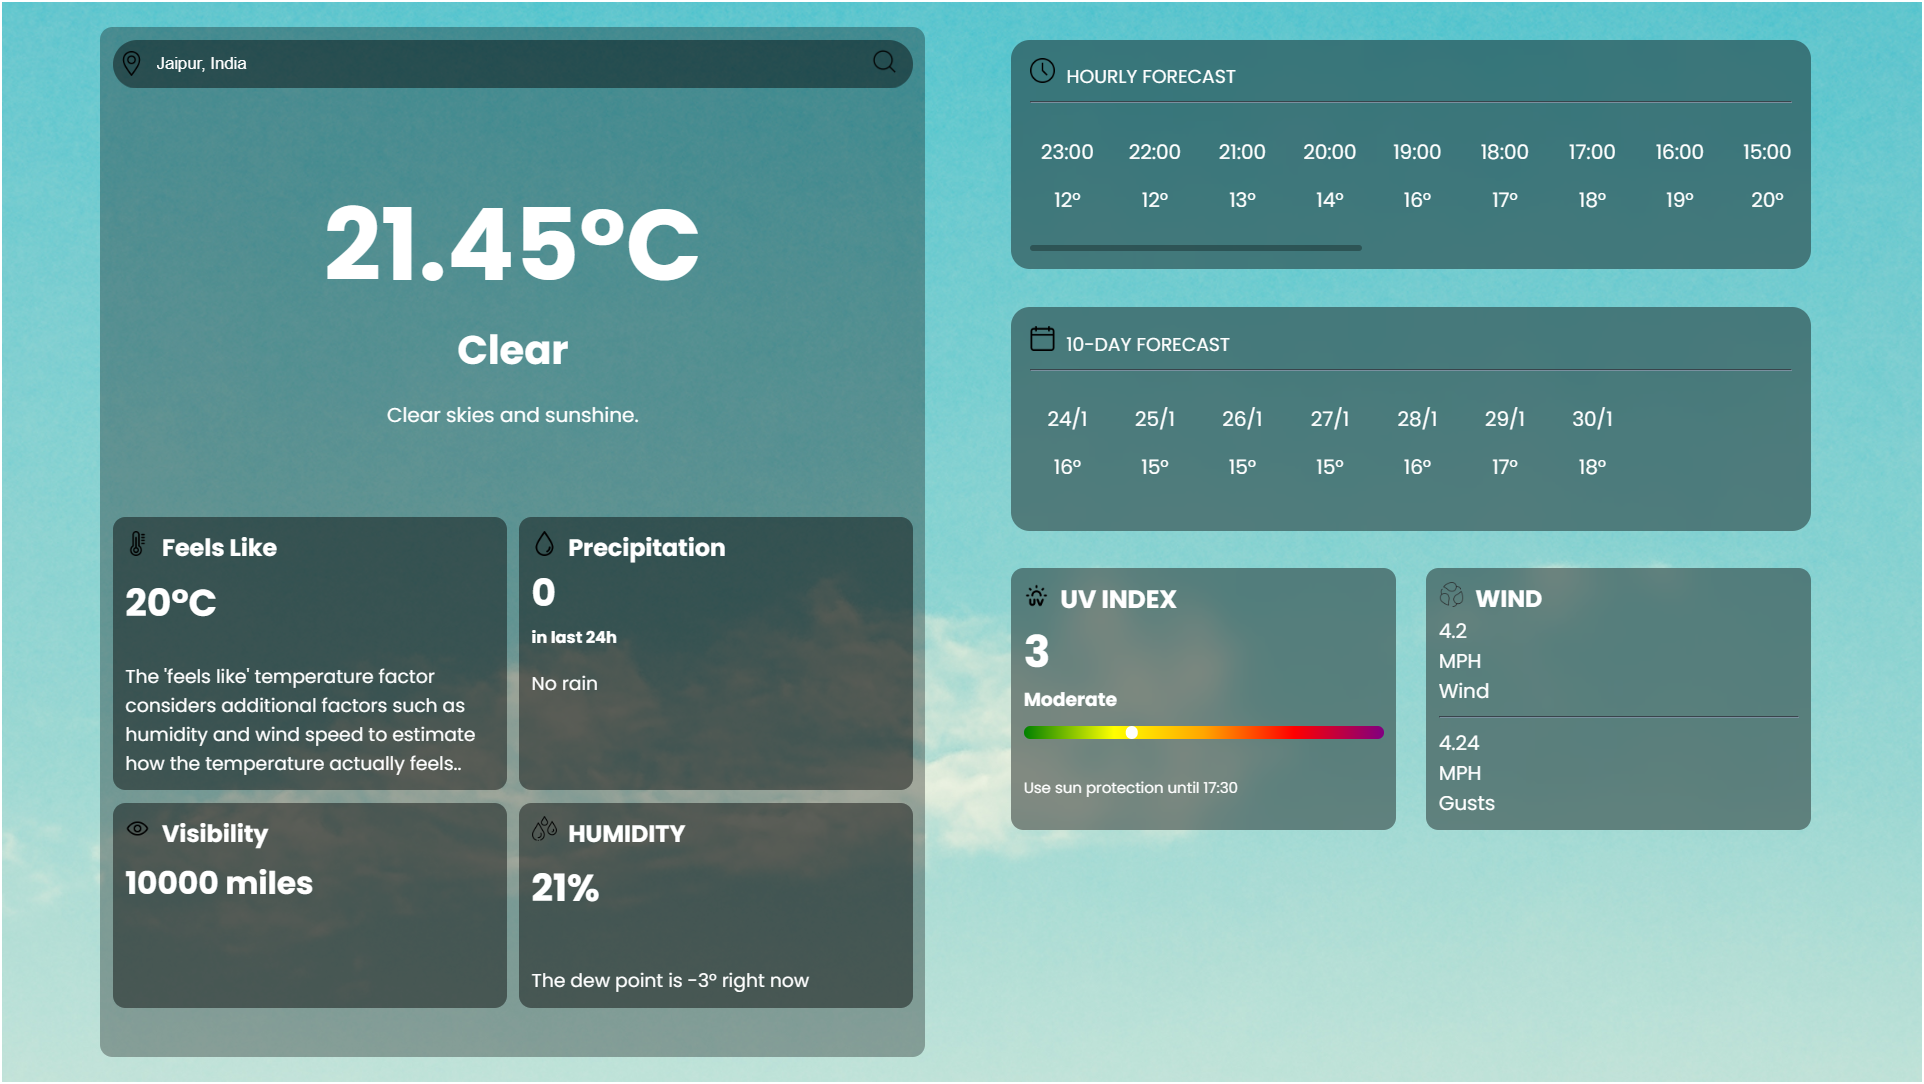 Jaipur, India
21.45°C
Clear
Clear skies and sunshine.
Feels Like
20°C
The 'feels like' temperature factor
considers additional factors such as
humidity and wind speed to estimate
how the temperature actually feels..
Precipitation
0
in last 24h
No rain
Visibility
10000 miles
HUMIDITY
21%
The dew point is -3° right now
HOURLY FORECAST
23:00 22:00 21:00 20:00 19:00 18:00 17:00 16:00 15:00
12° 12° 13° 14° 16° 17° 18° 19° 20°
10-DAY FORECAST
24/1 25/1 26/1 27/1 28/1 29/1 30/1
16° 15° 15° 15° 16° 17° 18°
UV INDEX
3
Moderate
Use sun protection until 17:30
WIND
4.2
MPH
Wind
4.24
MPH
Gusts